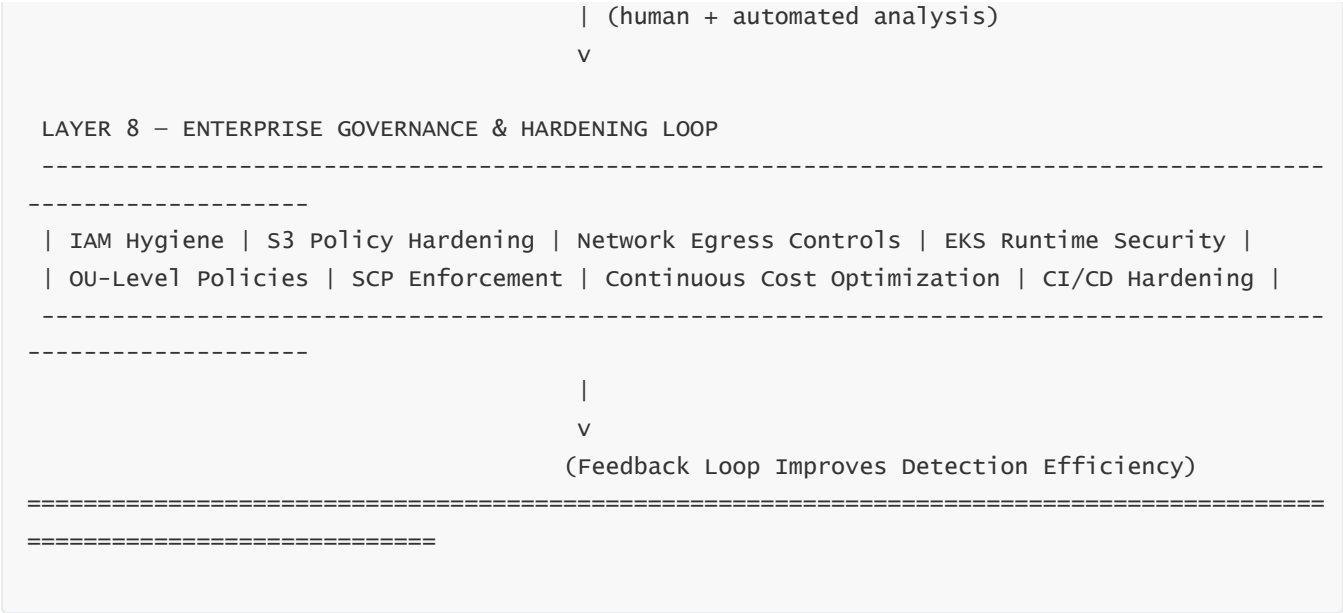 | (human + automated analysis)
v
LAYER 8 – ENTERPRISE GOVERNANCE & HARDENING LOOP
-------------------------------------------------------------------------------------------
--------------------
| IAM Hygiene | S3 Policy Hardening | Network Egress Controls | EKS Runtime Security |
| OU-Level Policies | SCP Enforcement | Continuous Cost Optimization | CI/CD Hardening |
-------------------------------------------------------------------------------------------
--------------------
|
v
(Feedback Loop Improves Detection Efficiency)
============================================================================================
=============================